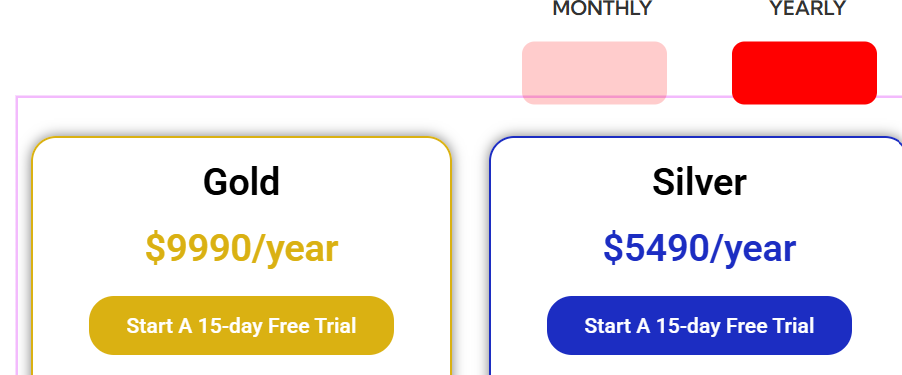 MONTHLY YEARLY
Gold
$9990/year
Start A 15-day Free Trial
Silver
$5490/year
Start A 15-day Free Trial